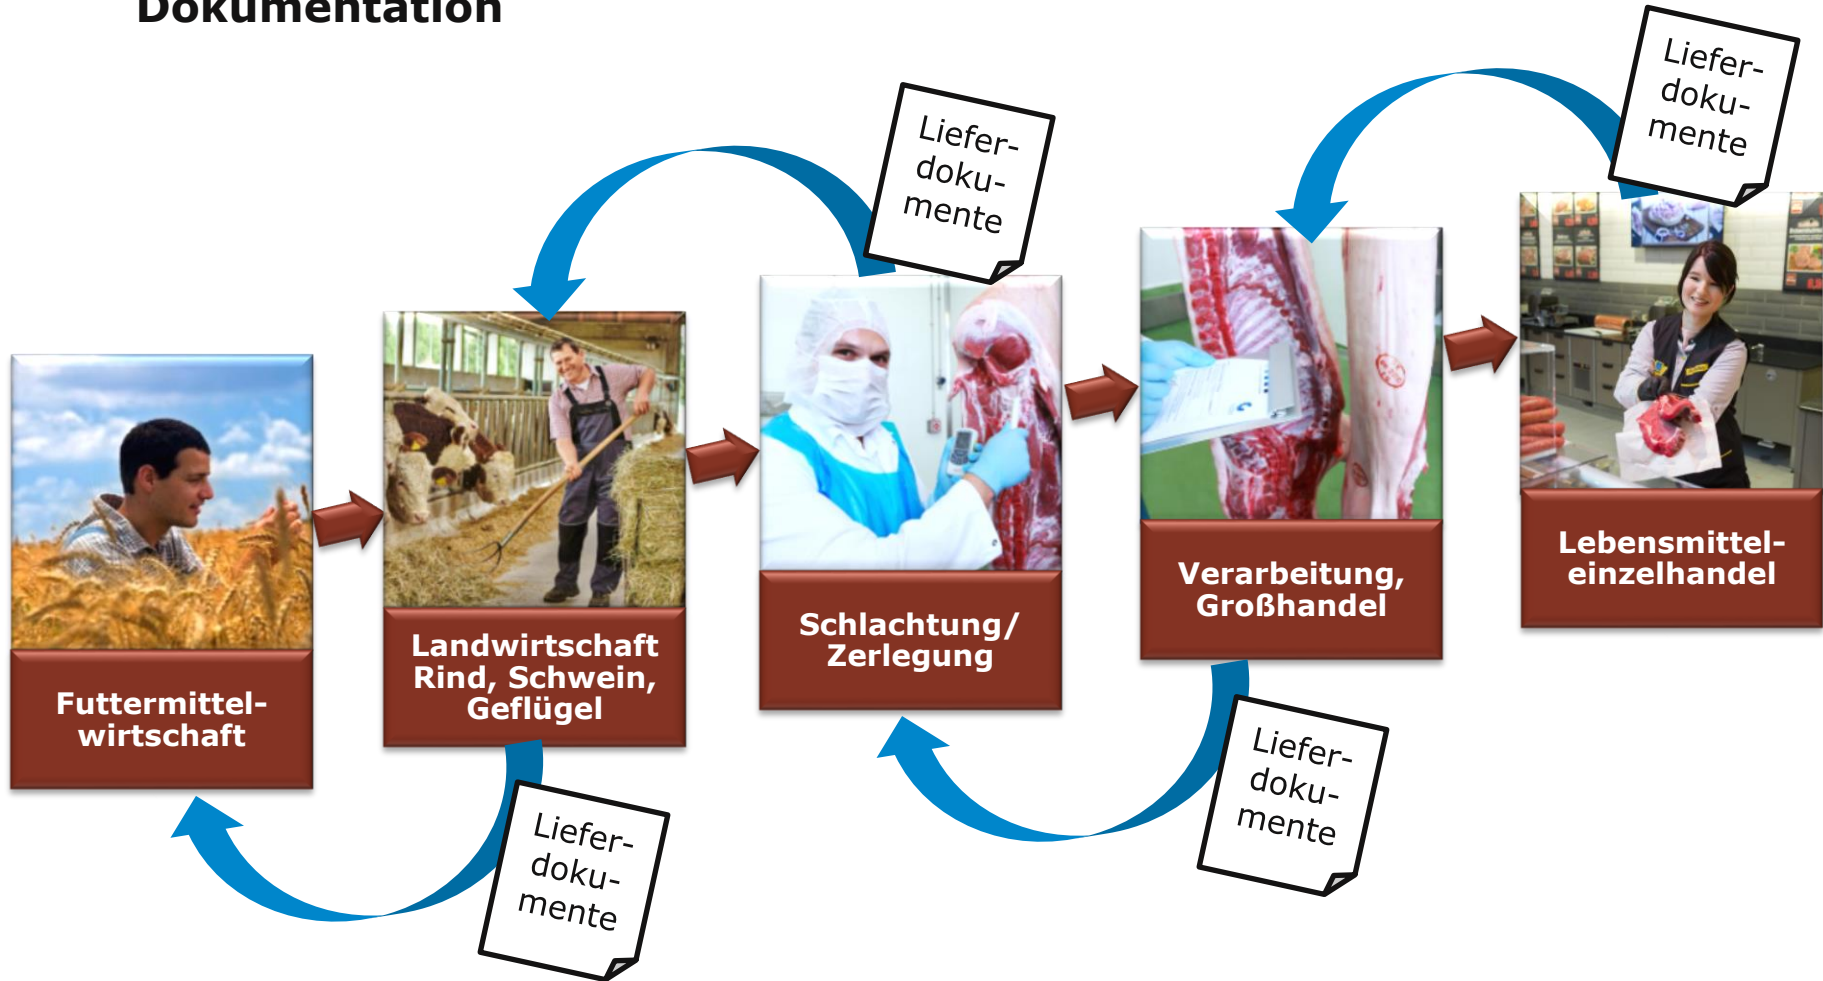 Dokumentation
Liefer-
doku-
mente
Liefer-
doku-
mente
Futtermittel-
wirtschaft
Landwirtschaft
Rind, Schwein,
Geflügel
Schlachtung/
Zerlegung
Verarbeitung,
Großhandel
Lebensmittel-
einzelhandel
Liefer-
doku-
mente
Liefer-
doku-
mente